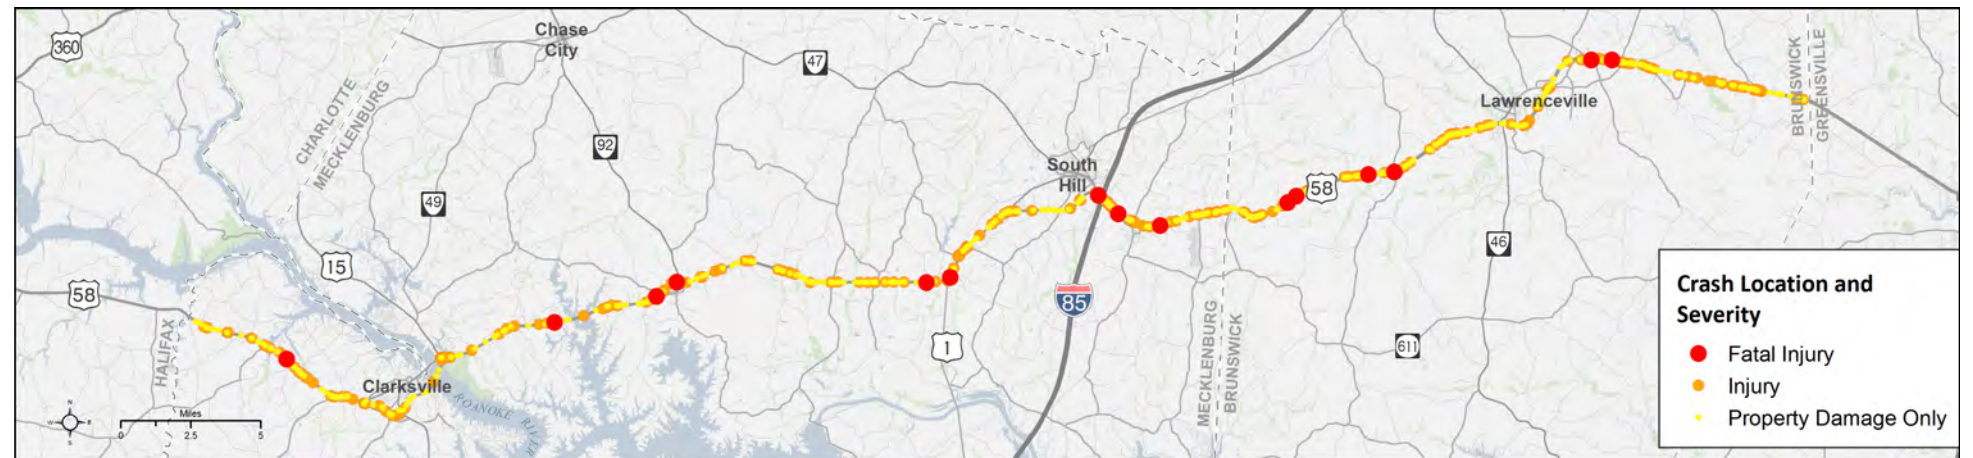 360
Chase
City
47
CHARLOTTE
MECKLENBURG
92
49
15
58
HALIFAX
Clarksville
ROANOKE RIVER
N
W
E
S
Miles
0
2.5
5
South
Hill
85
1
58
MECKLENBURG
BRUNSWICK
Lawrenceville
46
611
BRUNSWICK
GREENSVILLE
Crash Location and
Severity
Fatal Injury
Injury
Property Damage Only